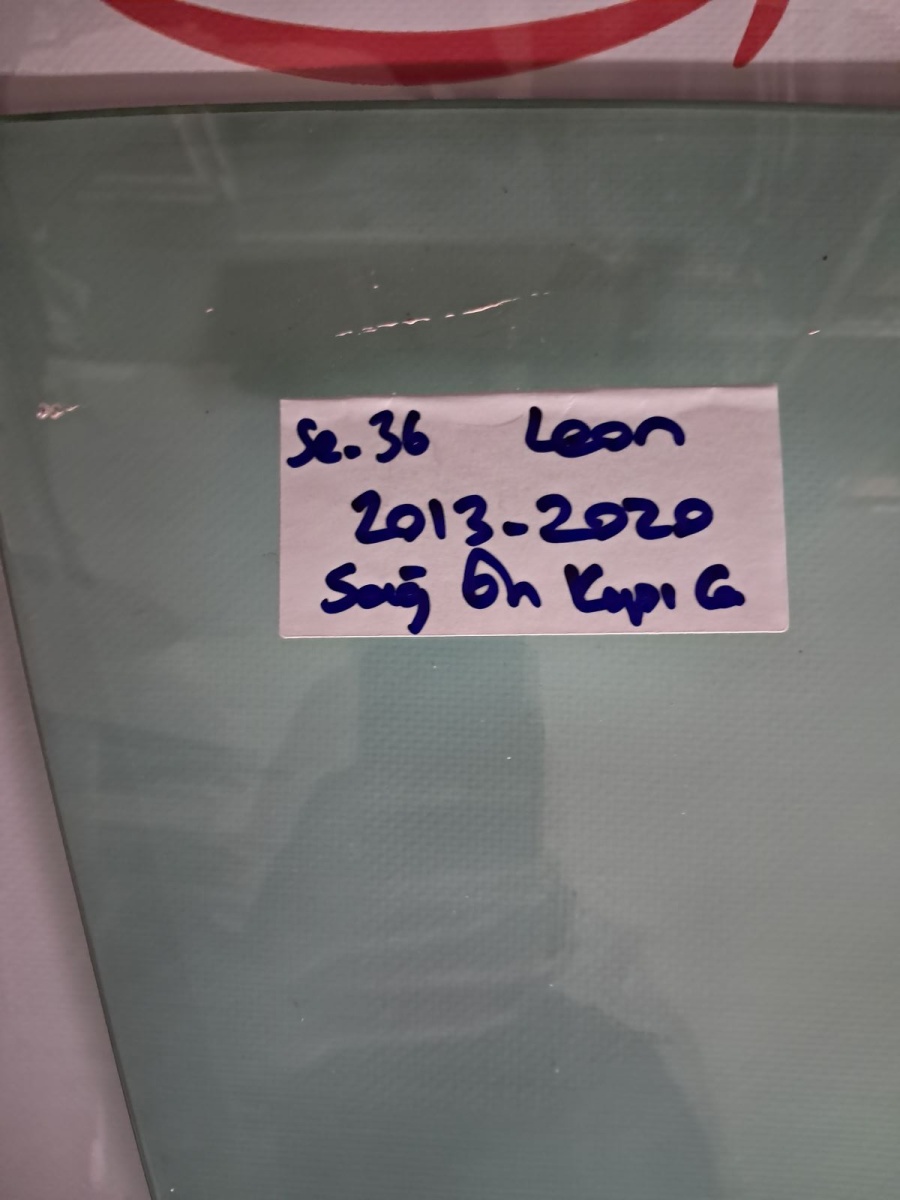 Se.36 Leon
2013-2020
Sağ Ön Kapı Ca